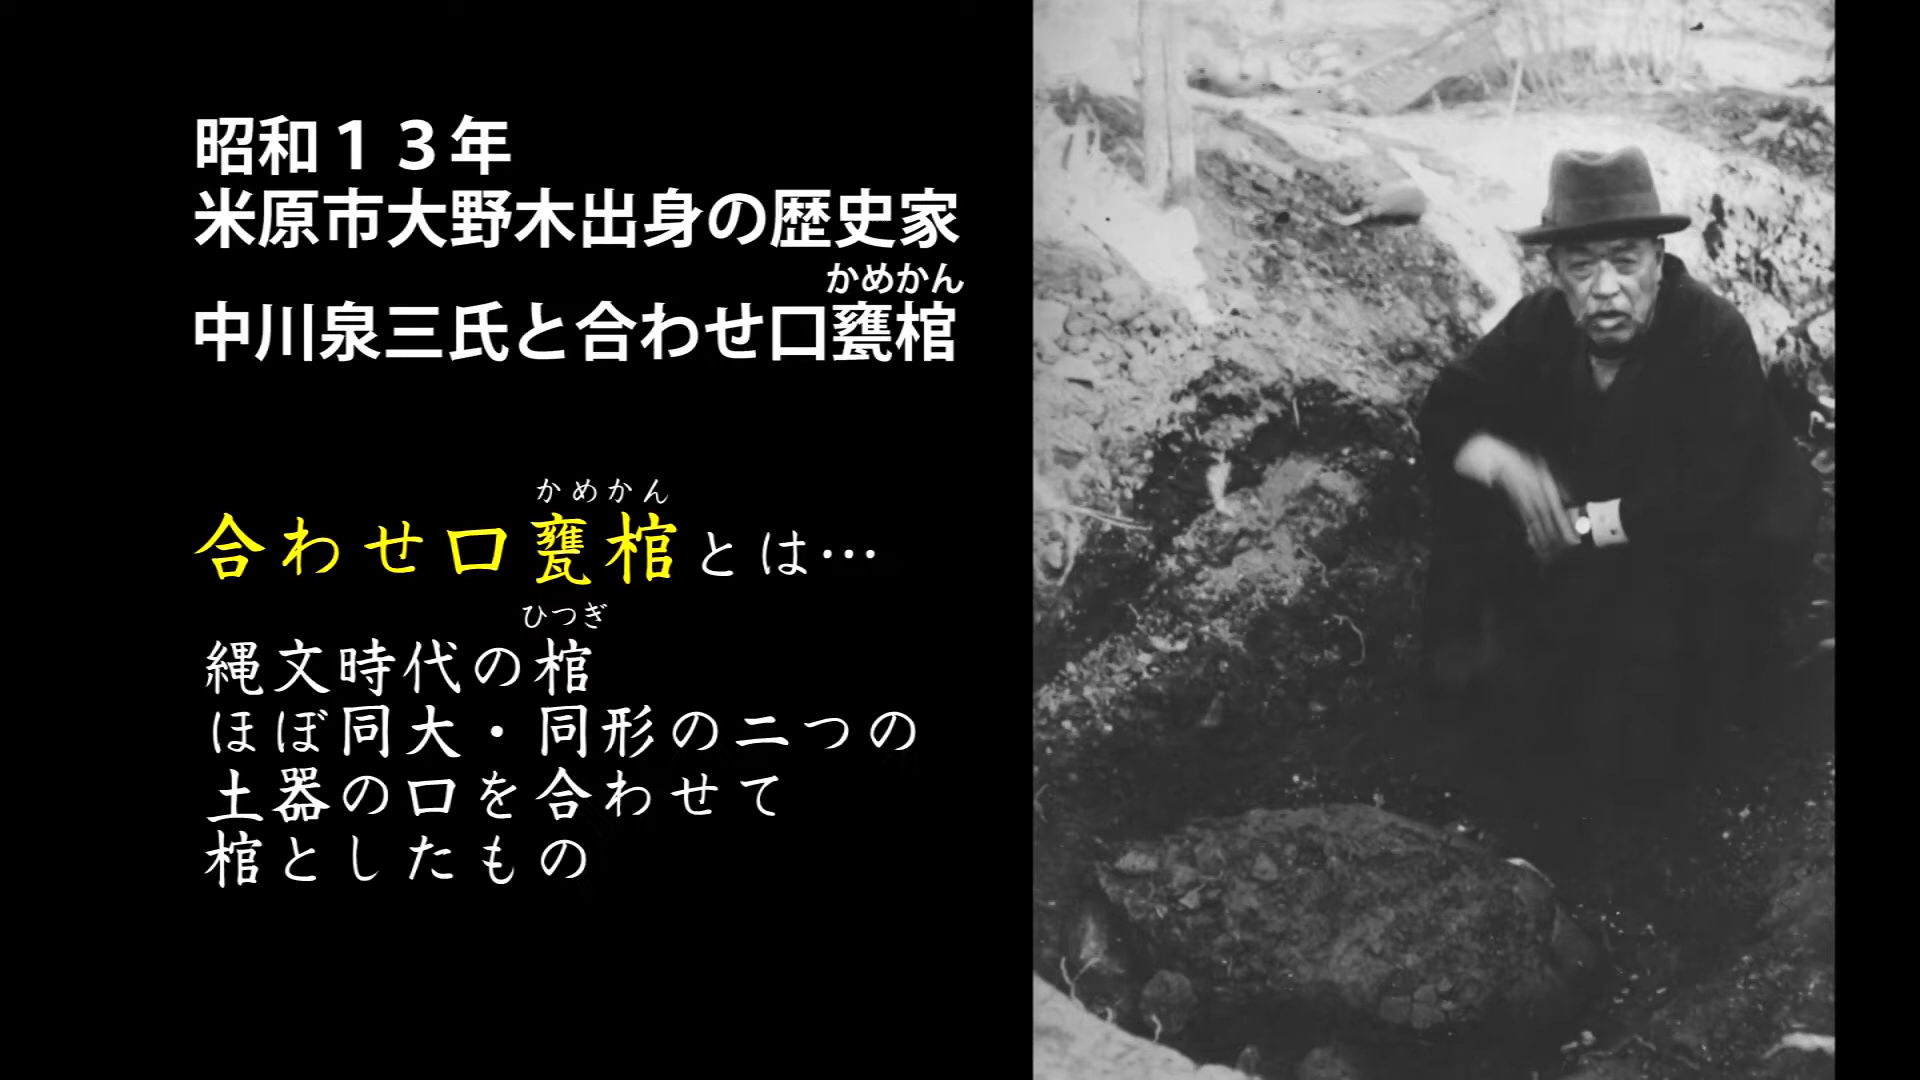 昭和１３年
米原市大野木出身の歴史家
かめかん
中川泉三氏と合わせ口甕棺
かめかん
合わせ口甕棺とは…
ひつぎ
縄文時代の棺
ほぼ同大・同形の二つの
土器の口を合わせて
棺としたもの